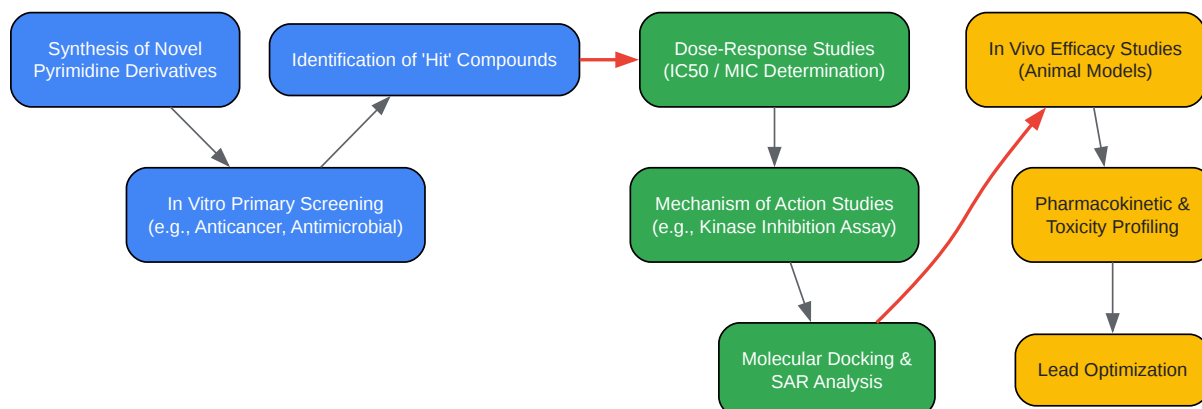 Synthesis of Novel
Pyrimidine Derivatives
In Vitro Primary Screening
(e.g., Anticancer, Antimicrobial)
Identification of 'Hit' Compounds
Dose-Response Studies
(IC50 / MIC Determination)
Mechanism of Action Studies
(e.g., Kinase Inhibition Assay)
Molecular Docking &
SAR Analysis
In Vivo Efficacy Studies
(Animal Models)
Pharmacokinetic &
Toxicity Profiling
Lead Optimization